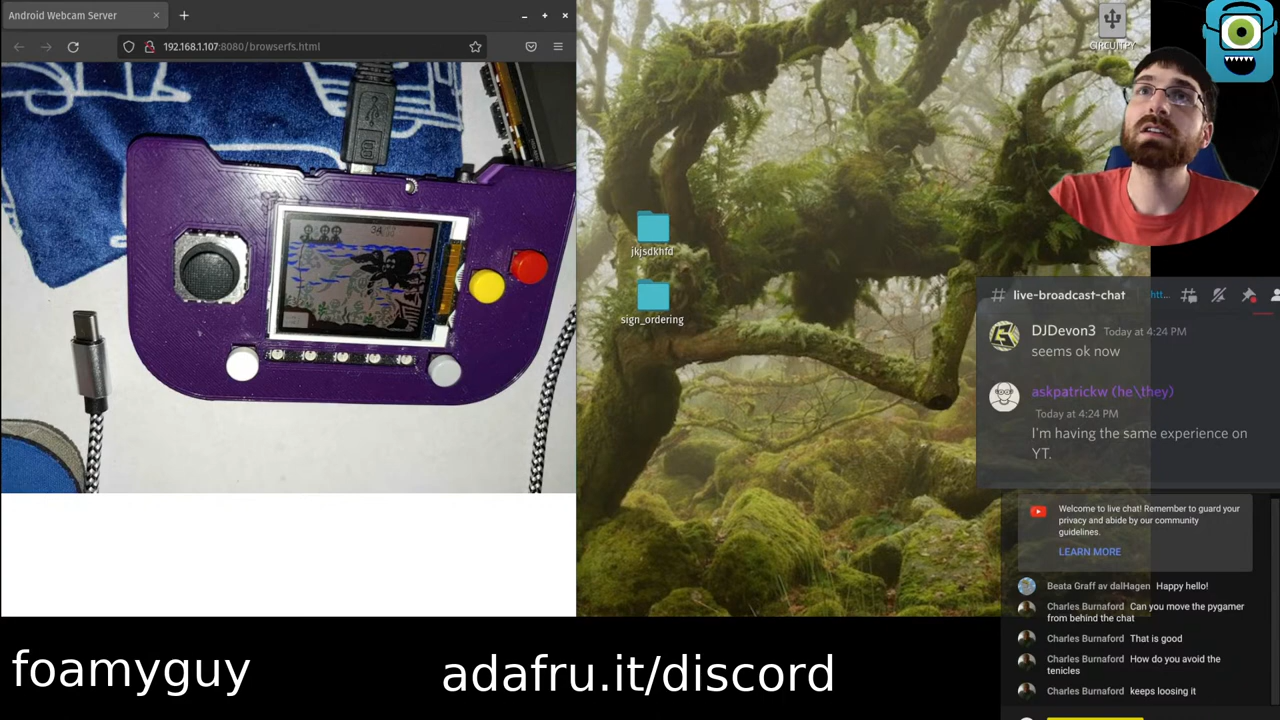 Android Webcam Server
192.168.1.107:8080/browserfs.html
CIRCUITPY
jkjsdkhfd
sign_ordering
# live-broadcast-chat
htt...
DJDevon3 Today at 4:24 PM
seems ok now
askpatrickw (he\they)
Today at 4:24 PM
I'm having the same experience on
YT.
Welcome to live chat! Remember to guard your
privacy and abide by our community
guidelines.
LEARN MORE
Beata Graff av dalHagen Happy hello!
Charles Burnaford Can you move the pygamer
from behind the chat
Charles Burnaford That is good
Charles Burnaford How do you avoid the
tenicles
Charles Burnaford keeps loosing it
foamyguy
adafru.it/discord